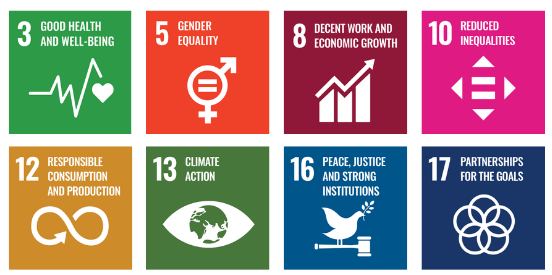 3 GOOD HEALTH
AND WELL-BEING
5 GENDER
EQUALITY
8 DECENT WORK AND
ECONOMIC GROWTH
10 REDUCED
INEQUALITIES
12 RESPONSIBLE
CONSUMPTION
AND PRODUCTION
13 CLIMATE
ACTION
16 PEACE, JUSTICE
AND STRONG
INSTITUTIONS
17 PARTNERSHIPS
FOR THE GOALS